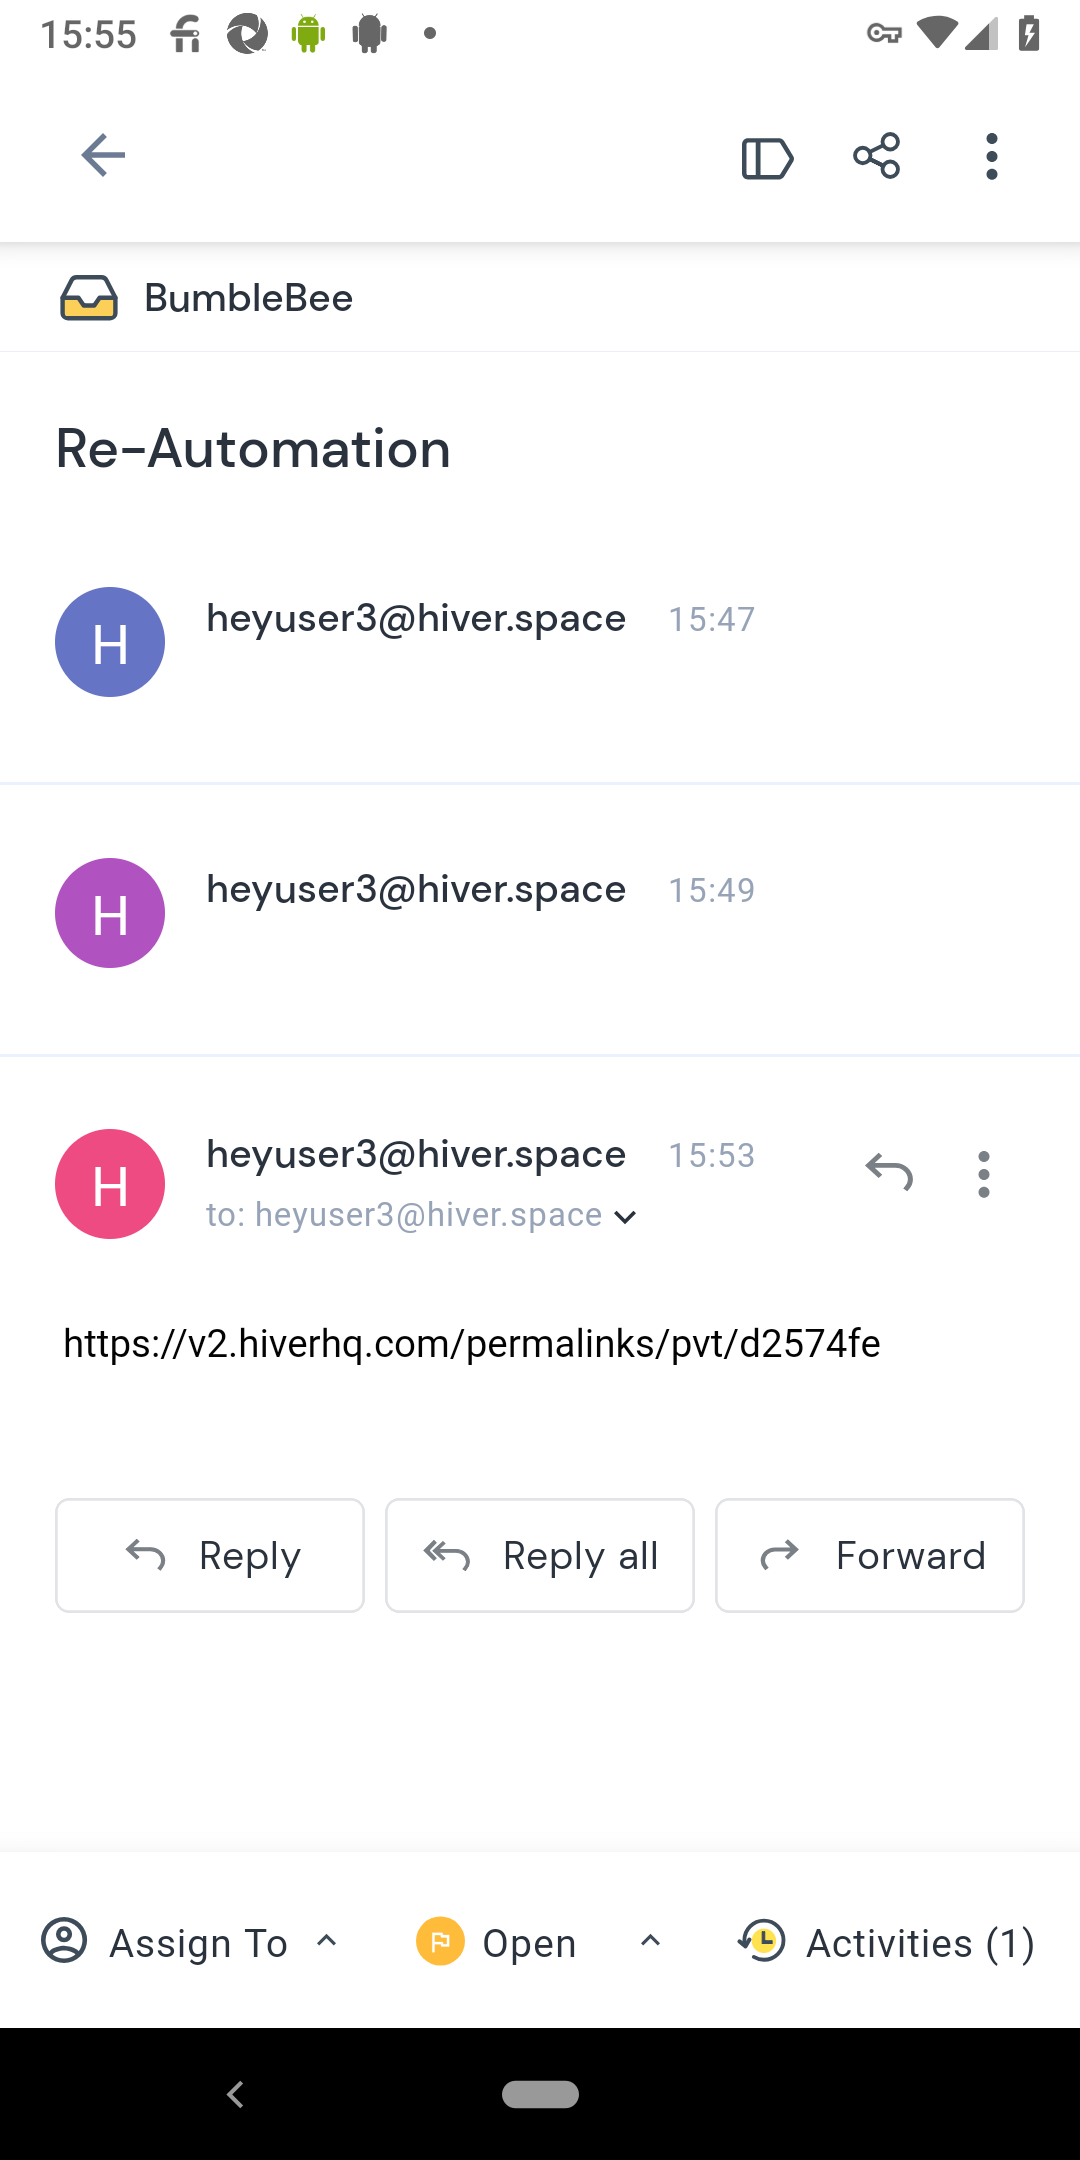 15:55
BumbleBee
Re-Automation
H
heyuser3@hiver.space 15:47
H
heyuser3@hiver.space 15:49
H
heyuser3@hiver.space 15:53
to: heyuser3@hiver.space
https://v2.hiverhq.com/permalinks/pvt/d2574fe
Reply Reply all Forward
Assign To Open Activities (1)